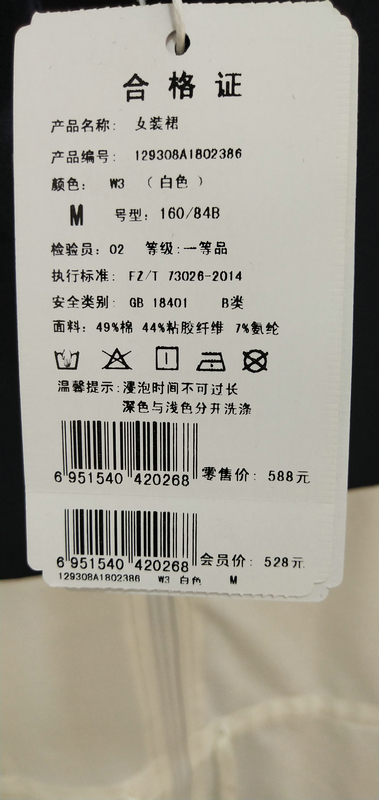 合格证
产品名称: 女装裙
产品编号: 129308A1802386
颜色: W3 (白色)
M 号型: 160/84B
检验员: 02 等级:一等品
执行标准: FZ/T 73026-2014
安全类别: GB 18401 B类
面料: 49%棉 44%粘胶纤维 7%氨纶
温馨提示:浸泡时间不可过长
深色与浅色分开洗涤
6 951540 420268 零售价: 588元
6 951540 420268 会员价: 528元
129308A1802386 W3 白色 M